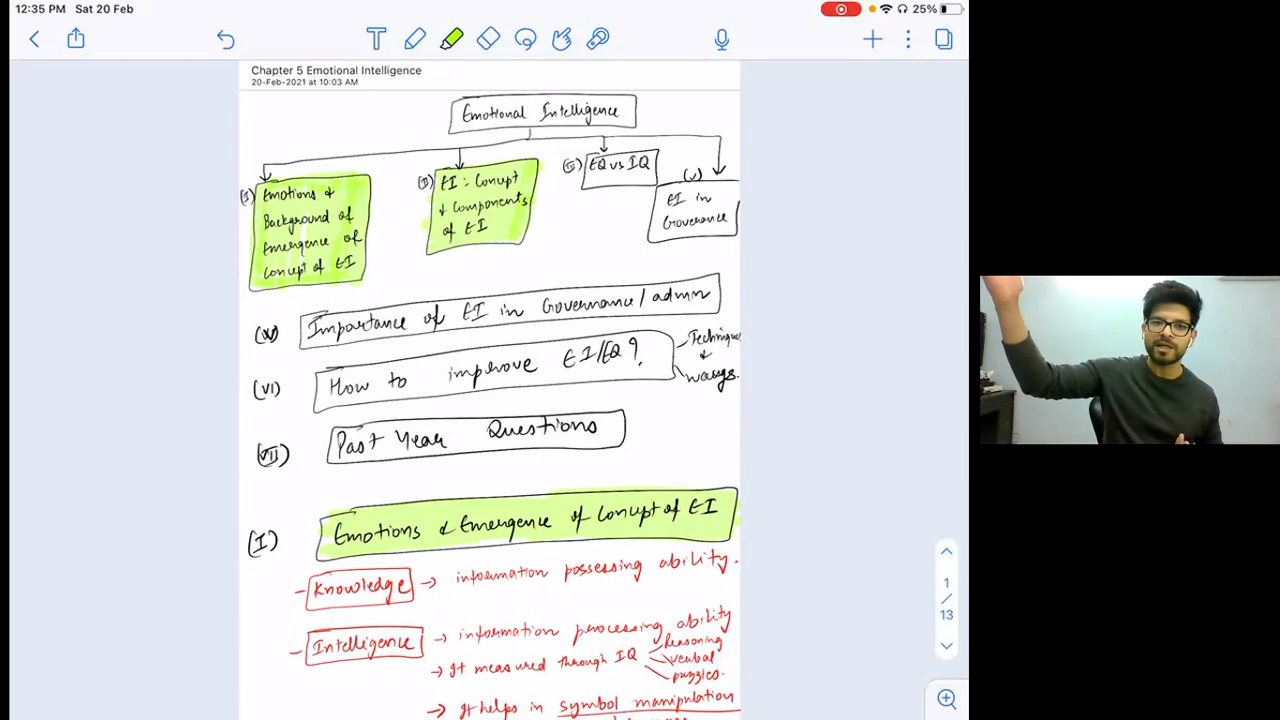 12:35 PM Sat 20 Feb
25%
Chapter 5 Emotional Intelligence
20-Feb-2021 at 10:03 AM
Emotional Intelligence
(I) Emotions &
Background of
Emergence of
Concept of EI
(II) EI : Concept
& Components
of EI
(III) EQ vs IQ
(v)
EI in
Governance
(v) Importance of EI in Governance/admn
(VI) How to improve EI/EQ?
Techniques
&
ways.
(VII) Past Year Questions
(I) Emotions & Emergence of Concept of EI
- Knowledge → information possessing ability.
- Intelligence → information processing ability
→ It measured through IQ
Reasoning
verbal
puzzles.
→ It helps in symbol manipulation
1
/
13